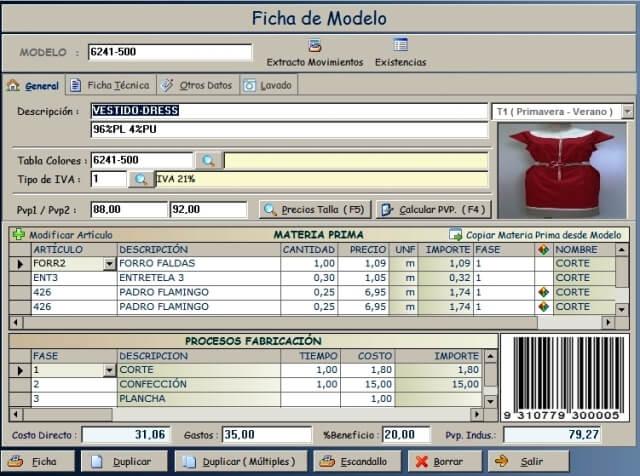 Ficha de Modelo
MODELO : 6241-500
Extracto Movimientos Existencias
General Ficha Técnica Otros Datos Lavado
Descripción : VESTIDO-DRESS T1 ( Primavera - Verano )
96%PL 4%PU
Tabla Colores : 6241-500
Tipo de IVA : 1 IVA 21%
Pvp1 / Pvp2 : 88,00 92,00 Precios Talla ( F5) Calcular PVP. ( F4 )
Modificar Artículo MATERIA PRIMA Copiar Materia Prima desde Modelo
ARTÍCULO DESCRIPCIÓN CANTIDAD PRECIO UNF IMPORTE FASE NOMBRE
FORR2 FORRO FALDAS 1,00 1,09 m 1,09 1 CORTE
ENT3 ENTRETELA 3 0,30 1,05 m 0,32 1 CORTE
426 PADRO FLAMINGO 0,25 6,95 m 1,74 1 CORTE
426 PADRO FLAMINGO 0,25 6,95 m 1,74 1 CORTE
PROCESOS FABRICACIÓN
FASE DESCRIPCION TIEMPO COSTO IMPORTE
1 CORTE 1,00 1,80 1,80
2 CONFECCIÓN 1,00 15,00 15,00
3 PLANCHA 1,00
9 310779 300005
Costo Directo : 31,06 Gastos : 35,00 %Beneficio : 20,00 Pvp. Indus.: 79,27
Ficha Duplicar Duplicar ( Múltiples ) Escandallo Borrar Salir